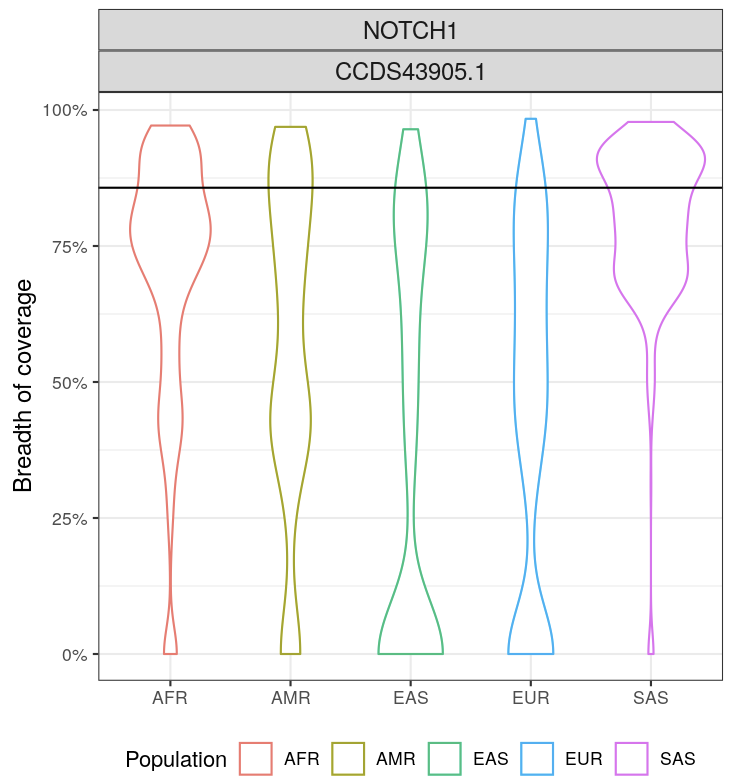 NOTCH1
CCDS43905.1
Breadth of coverage
100%
75%
50%
25%
0%
AFR AMR EAS EUR SAS
Population AFR AMR EAS EUR SAS